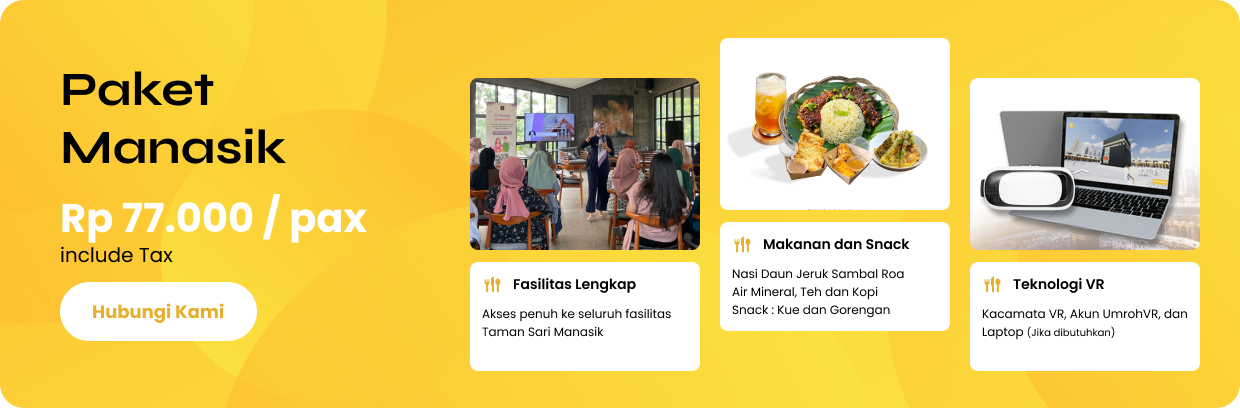 Paket
Manasik
Rp 77.000 / pax
include Tax
Hubungi Kami
Fasilitas Lengkap
Akses penuh ke seluruh fasilitas
Taman Sari Manasik
Makanan dan Snack
Nasi Daun Jeruk Sambal Roa
Air Mineral, Teh dan Kopi
Snack : Kue dan Gorengan
Teknologi VR
Kacamata VR, Akun UmrohVR, dan
Laptop (Jika dibutuhkan)